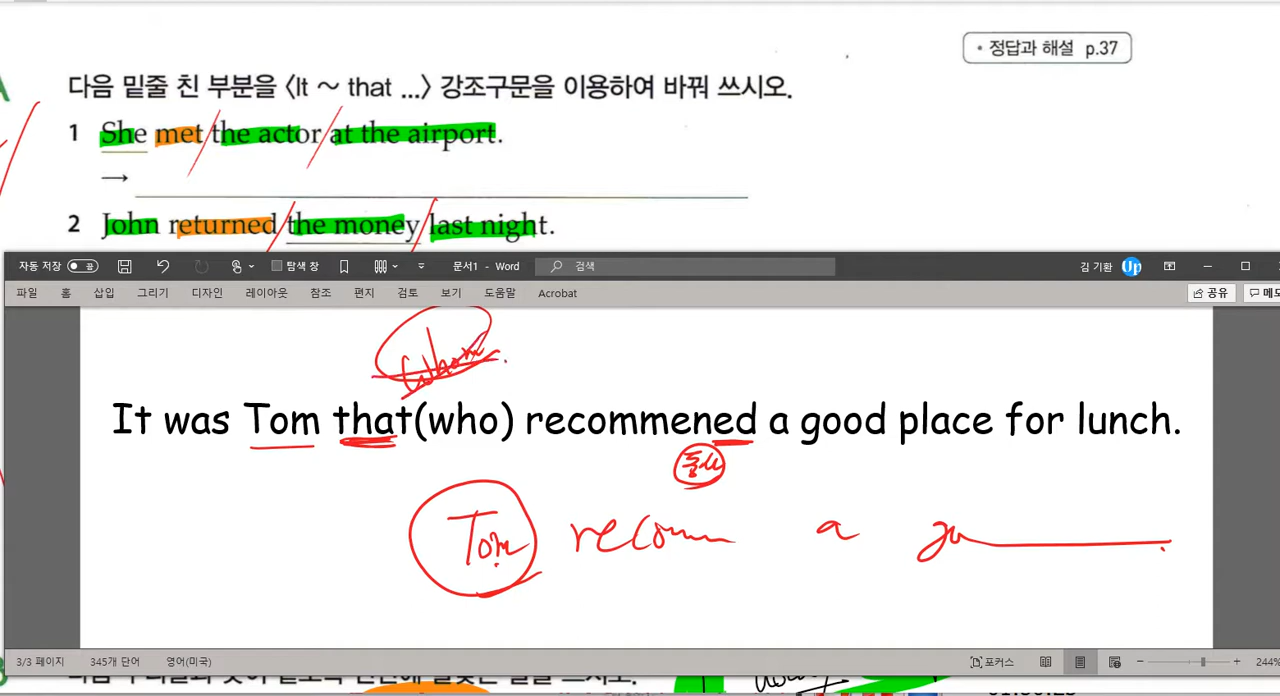 • 정답과 해설 p.37
다음 밑줄 친 부분을 〈It ~ that ...〉 강조구문을 이용하여 바꿔 쓰시오.
1 She met the actor at the airport.
→
2 John returned the money last night.
자동 저장 문서1 - Word 검색 김 기환 Up
탐색 창
파일 홈 삽입 그리기 디자인 레이아웃 참조 편지 검토 보기 도움말 Acrobat 공유 메모
whom
It was Tom that(who) recommened a good place for lunch.
동사
Tom recom a
3/3 페이지 345개 단어 영어(미국) 포커스 244%